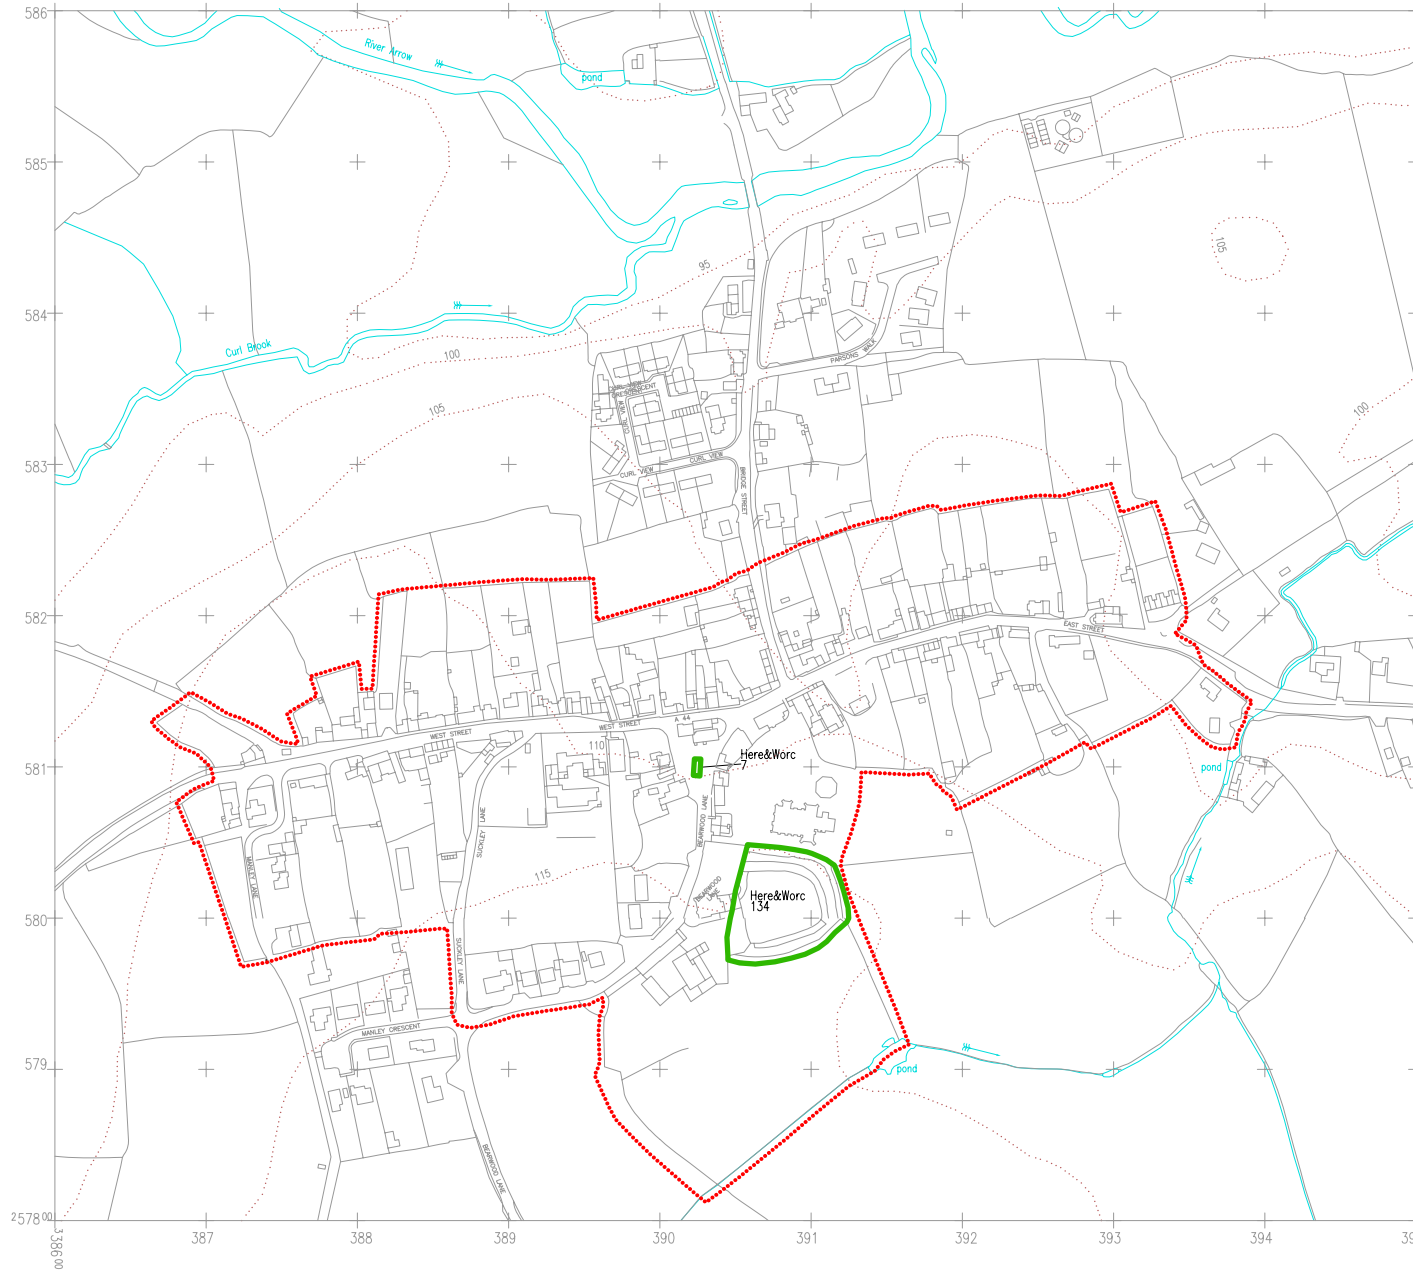 586
River Arrow
pond
585
105
95
584
Curl Brook
100
PARSONS WALK
CURL VIEW
CRESCENT
105
100
CURL VIEW
583
CURL VIEW
CURL VIEW
BRIDGE STREET
582
EAST STREET
A 44
WEST STREET
WEST STREET
110
Here&Worc
7
581
pond
SUCKLEY LANE
BEARWOOD LANE
MANLEY LANE
115
BEARWOOD
LANE
Here&Worc
134
580
SUCKLEY LANE
MANLEY CRESCENT
579
pond
BEARWOOD LANE
257800
338600
387
388
389
390
391
392
393
394